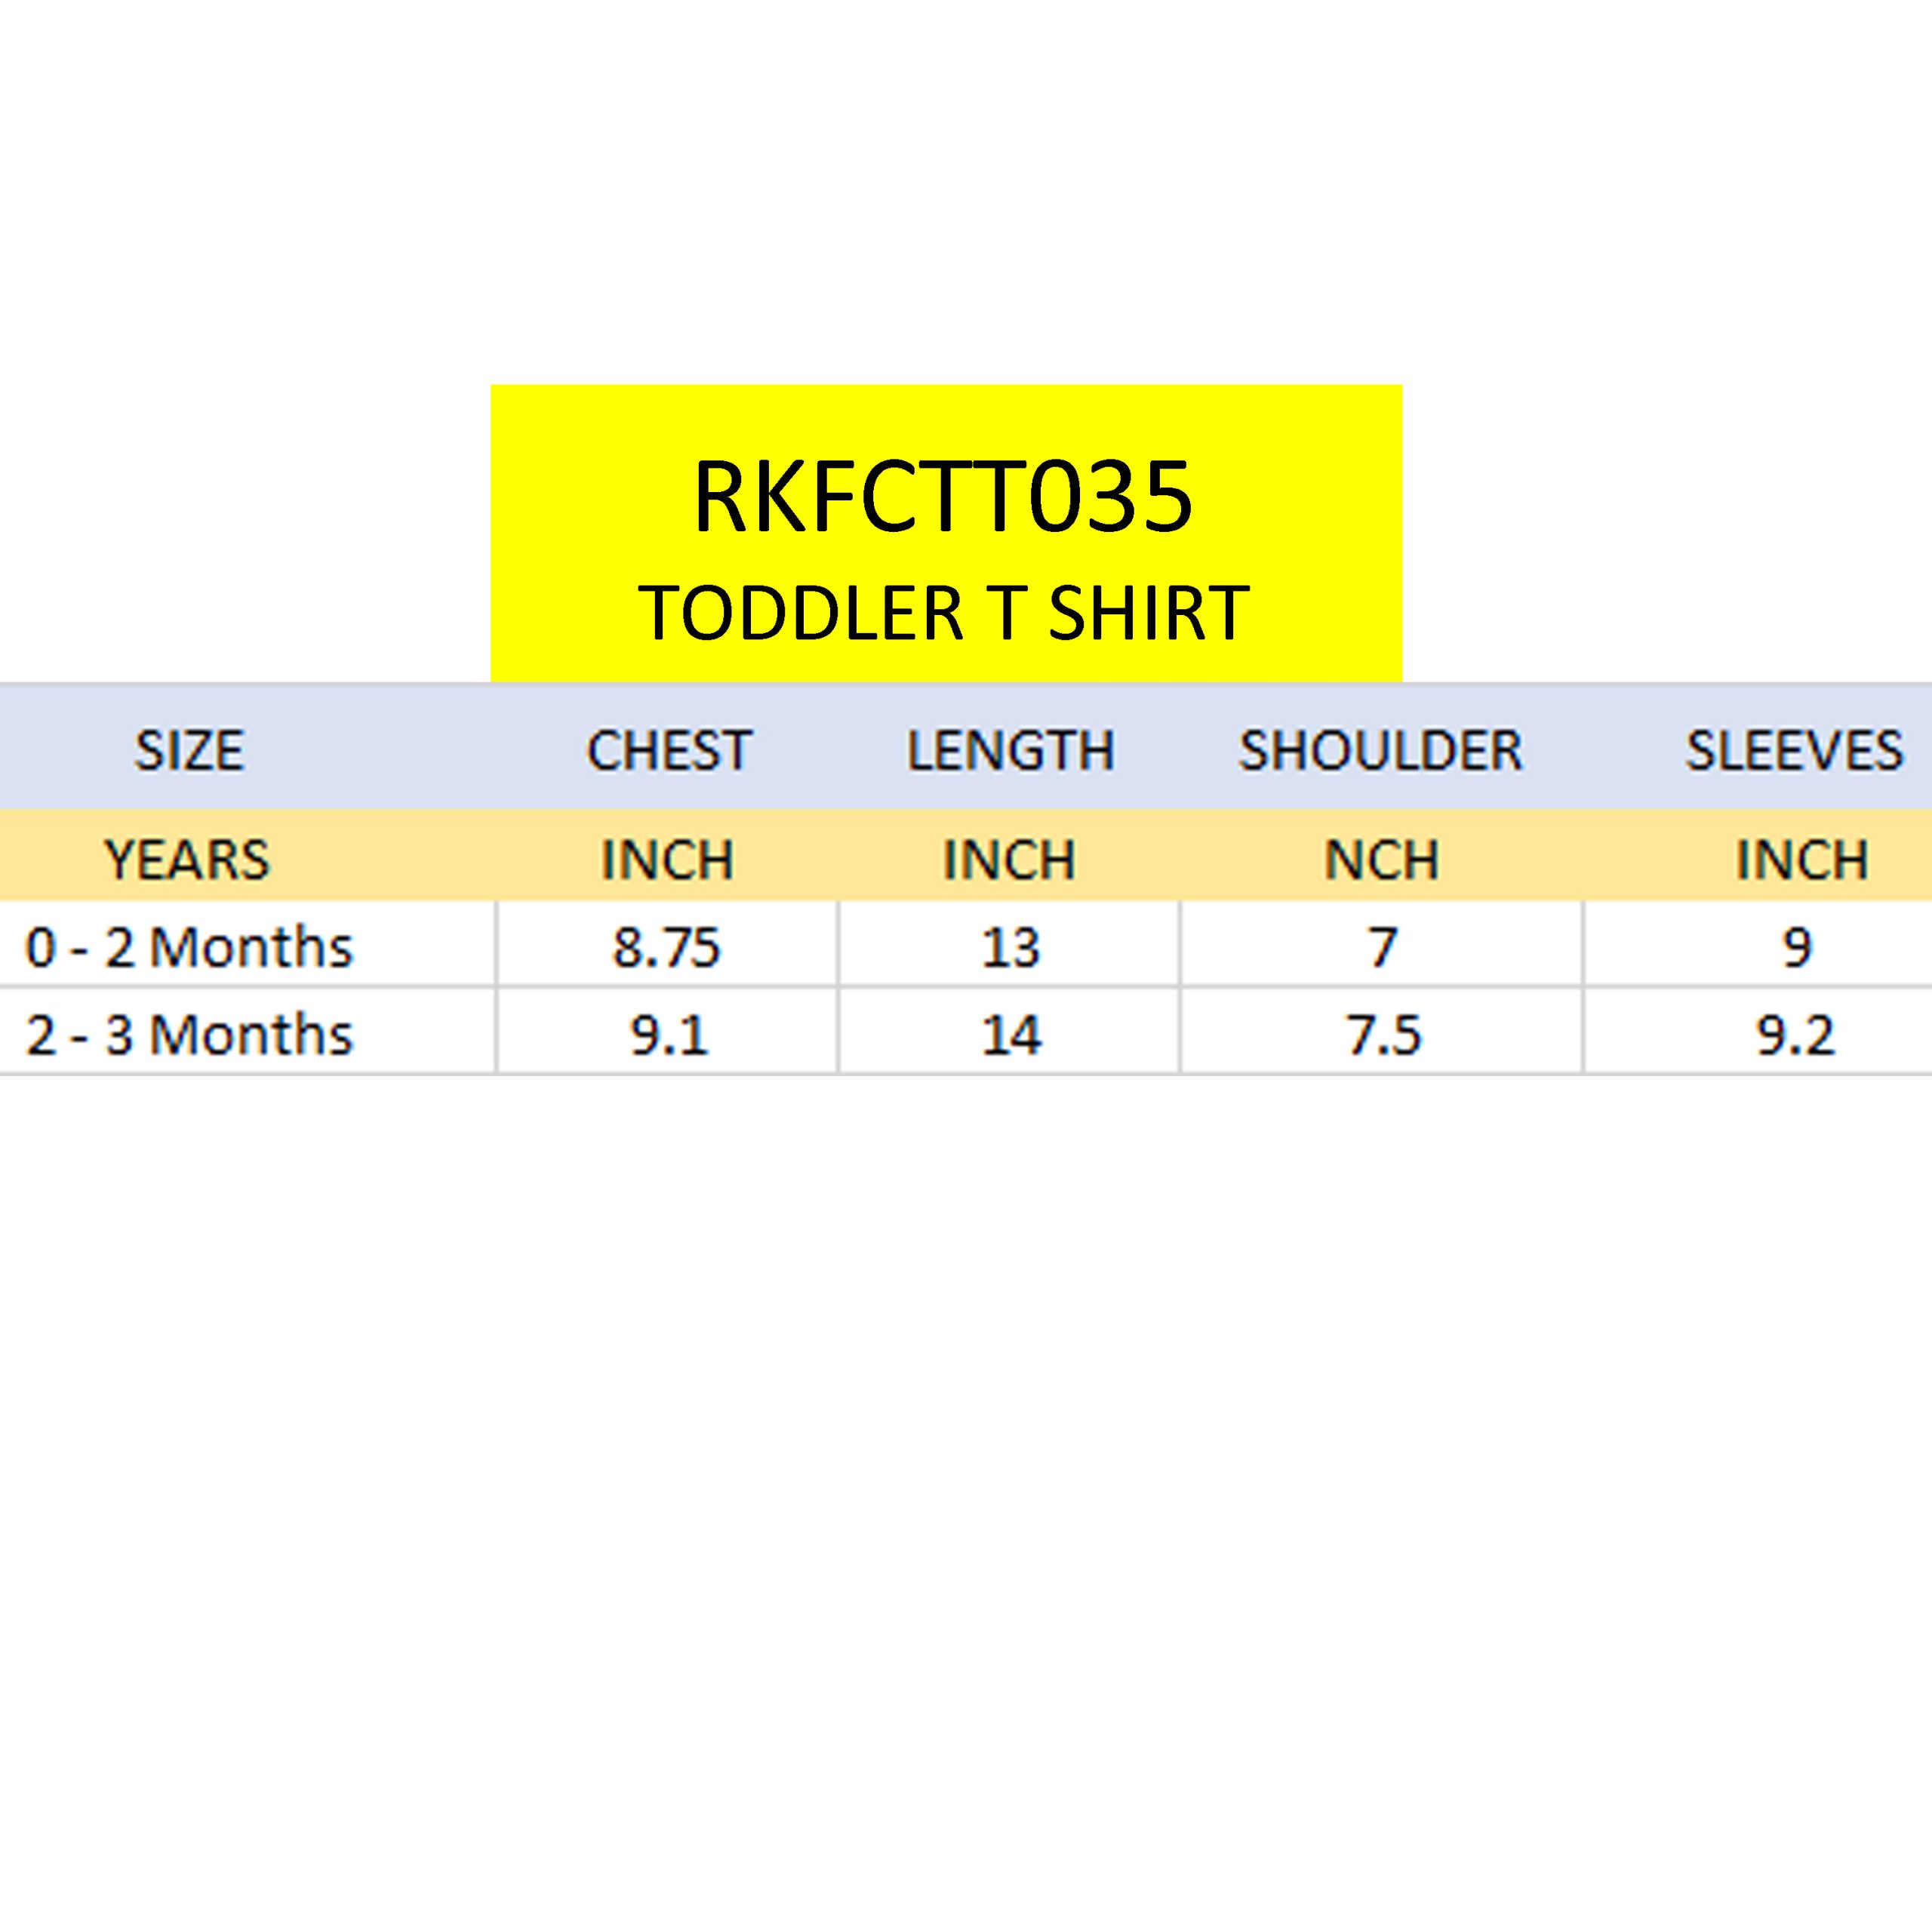 RKFCTT035
TODDLER T SHIRT
SIZE CHEST LENGTH SHOULDER SLEEVES
YEARS INCH INCH NCH INCH
0 - 2 Months 8.75 13 7 9
2 - 3 Months 9.1 14 7.5 9.2